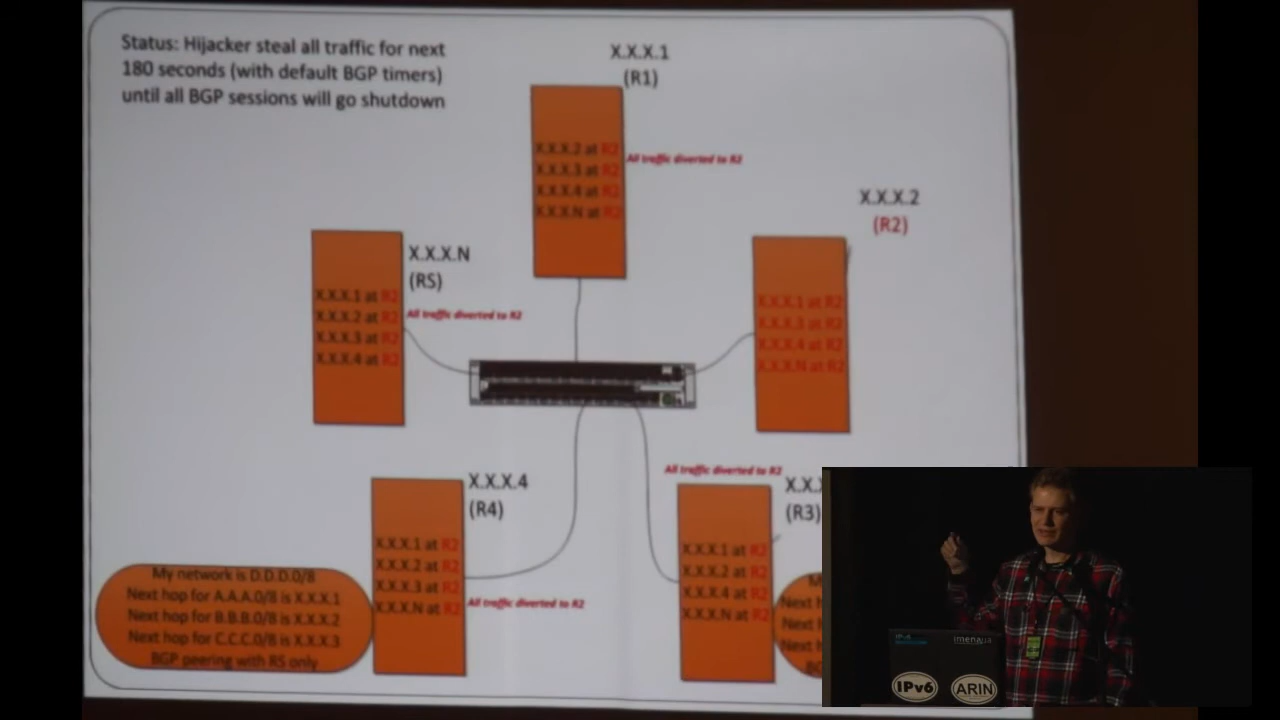 Status: Hijacker steal all traffic for next
180 seconds (with default BGP timers)
until all BGP sessions will go shutdown
X.X.X.1
(R1)
X.X.X.2 at R2
X.X.X.3 at R2
X.X.X.4 at R2
X.X.X.N at R2
All traffic diverted to R2
X.X.X.2
(R2)
X.X.X.1 at R2
X.X.X.3 at R2
X.X.X.4 at R2
X.X.X.N at R2
X.X.X.N
(RS)
X.X.X.1 at R2
X.X.X.2 at R2
X.X.X.3 at R2
X.X.X.4 at R2
All traffic diverted to R2
X.X.X.4
(R4)
X.X.X.1 at R2
X.X.X.2 at R2
X.X.X.3 at R2
X.X.X.N at R2
All traffic diverted to R2
My network is D.D.D.0/8
Next hop for A.A.A.0/8 is X.X.X.1
Next hop for B.B.B.0/8 is X.X.X.2
Next hop for C.C.C.0/8 is X.X.X.3
BGP peering with RS only
All traffic diverted to R2
X.X.
(R3)
X.X.X.1 at R2
X.X.X.2 at R2
X.X.X.4 at R2
X.X.X.N at R2
Next
Next
Next
IPv6
ARIN